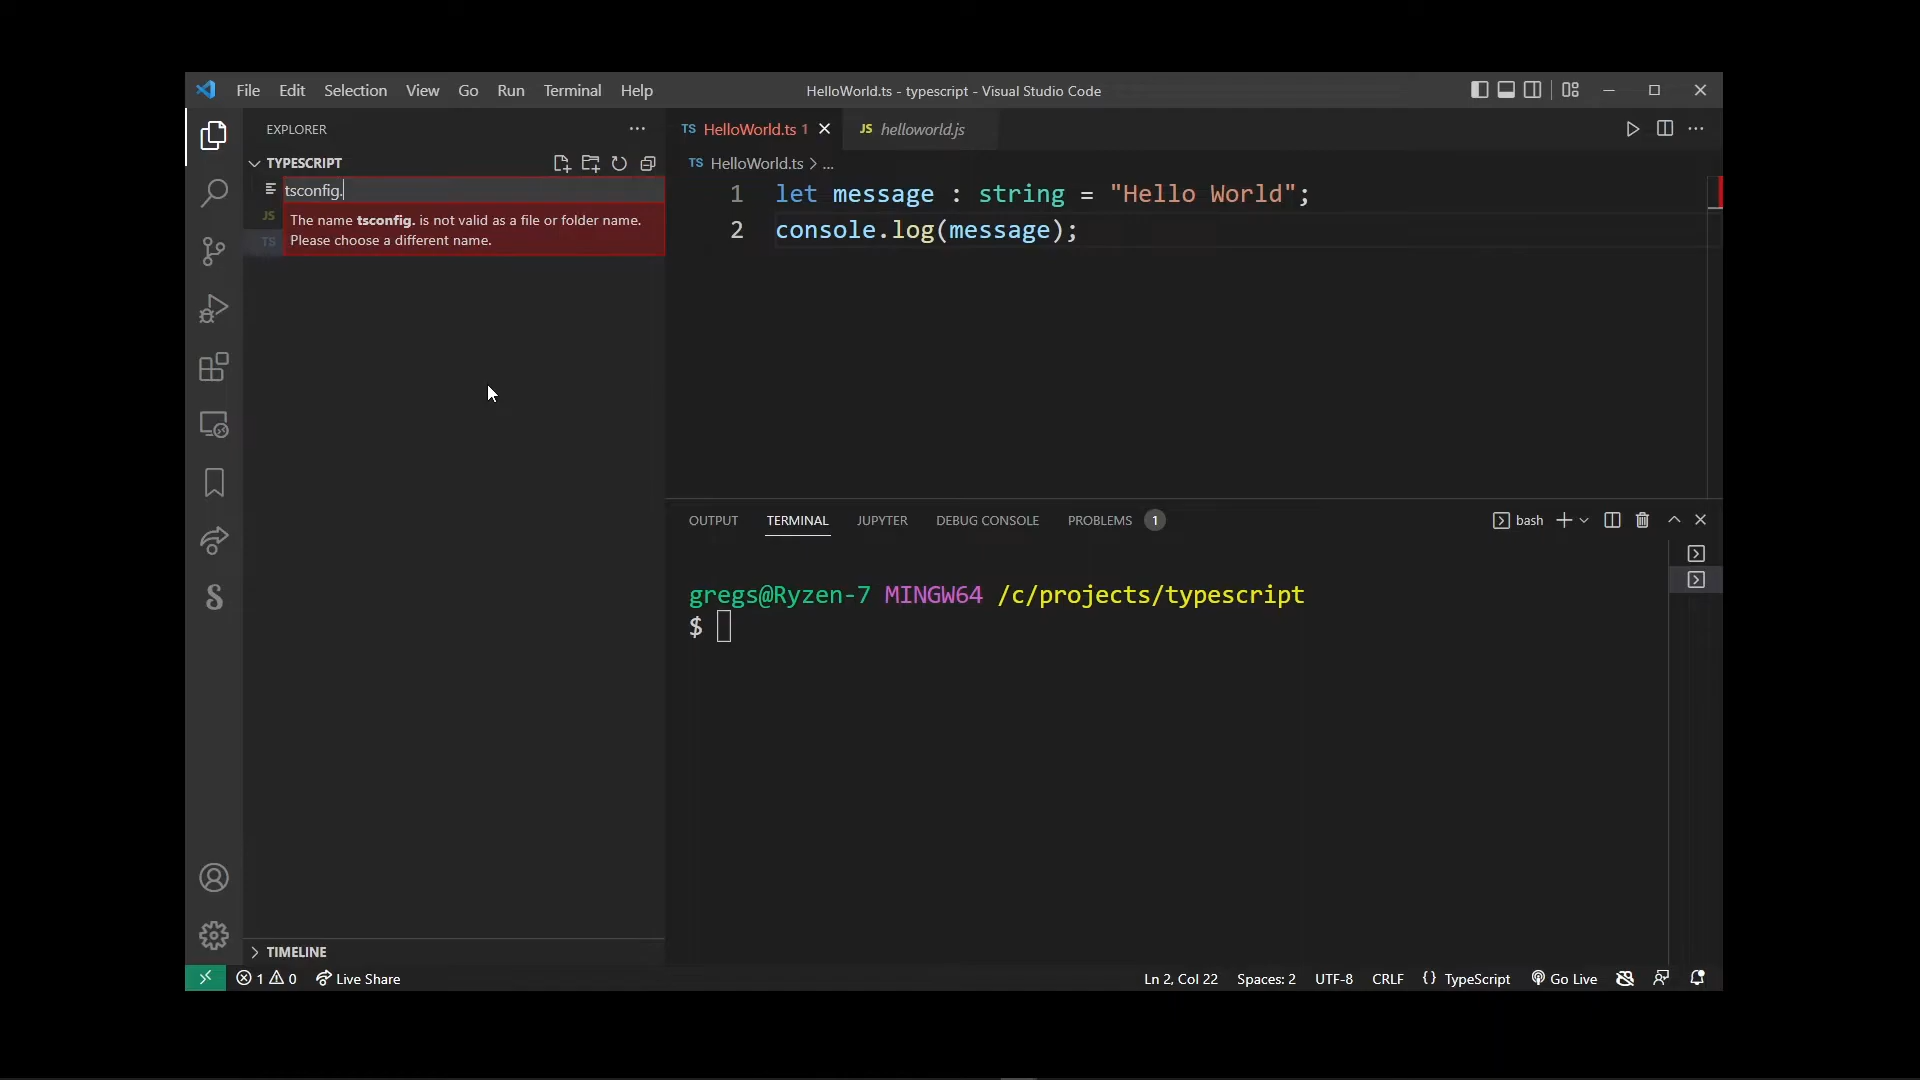 File Edit Selection View Go Run Terminal Help
HelloWorld.ts - typescript - Visual Studio Code
EXPLORER
TYPESCRIPT
tsconfig.
JS
The name tsconfig. is not valid as a file or folder name.
Please choose a different name.
TS
TS HelloWorld.ts 1
JS helloworld.js
TS HelloWorld.ts > ...
1 let message : string = "Hello World";
2 console.log(message);
OUTPUT TERMINAL JUPYTER DEBUG CONSOLE PROBLEMS 1
bash
gregs@Ryzen-7 MINGW64 /c/projects/typescript
$
TIMELINE
1 0 Live Share
Ln 2, Col 22 Spaces: 2 UTF-8 CRLF {} TypeScript Go Live